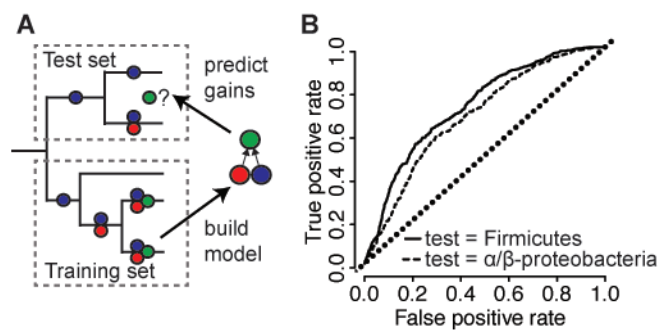 A
Test set
?
predict
gains
build
model
Training set
B
True positive rate
0.0 0.2 0.4 0.6 0.8 1.0
test = Firmicutes
test = α/β-proteobacteria
0.0 0.2 0.4 0.6 0.8 1.0
False positive rate